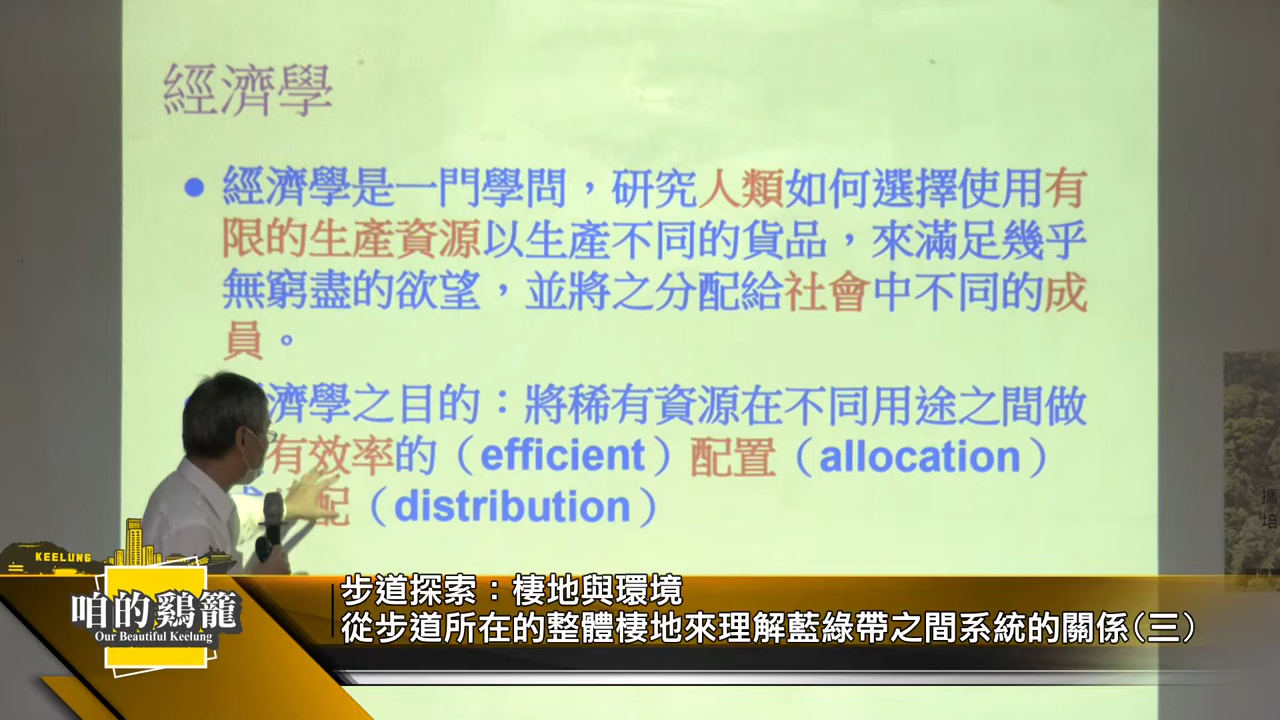 經濟學
● 經濟學是一門學問，研究人類如何選擇使用有
限的生產資源以生產不同的貨品，來滿足幾乎
無窮盡的欲望，並將之分配給社會中不同的成
員。
濟學之目的：將稀有資源在不同用途之間做
有效率的（efficient）配置（allocation）
配（distribution）
KEELUNG
咱的鷄籠
Our Beautiful Keelung
步道探索：棲地與環境
從步道所在的整體棲地來理解藍綠帶之間系統的關係（三）